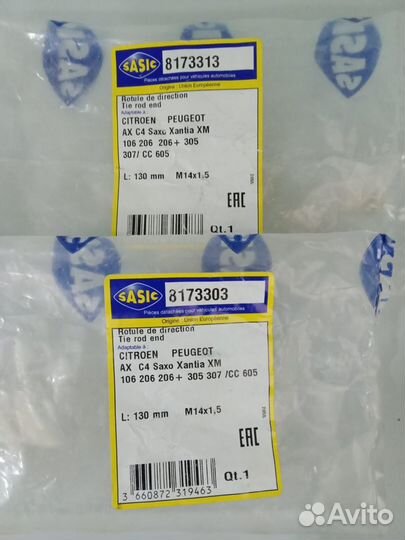 SASIC
8173313
Pièces détachées pour véhicules automobiles
Origine : Union Européenne
Rotule de direction
Tie rod end
Adaptable à :
CITROEN PEUGEOT
AX C4 Saxo Xantia XM
106 206 206+ 305
307/ CC 605
L: 130 mm M14x1,5
EAC
Qt.1
SASIC
8173303
Pièces détachées pour véhicules automobiles
Origine : Union Européenne
Rotule de direction
Tie rod end
Adaptable à :
CITROEN PEUGEOT
AX C4 Saxo Xantia XM
106 206 206+ 305 307 /CC 605
L: 130 mm M14x1,5
EAC
Qt.1
3 660872 319463
Avito